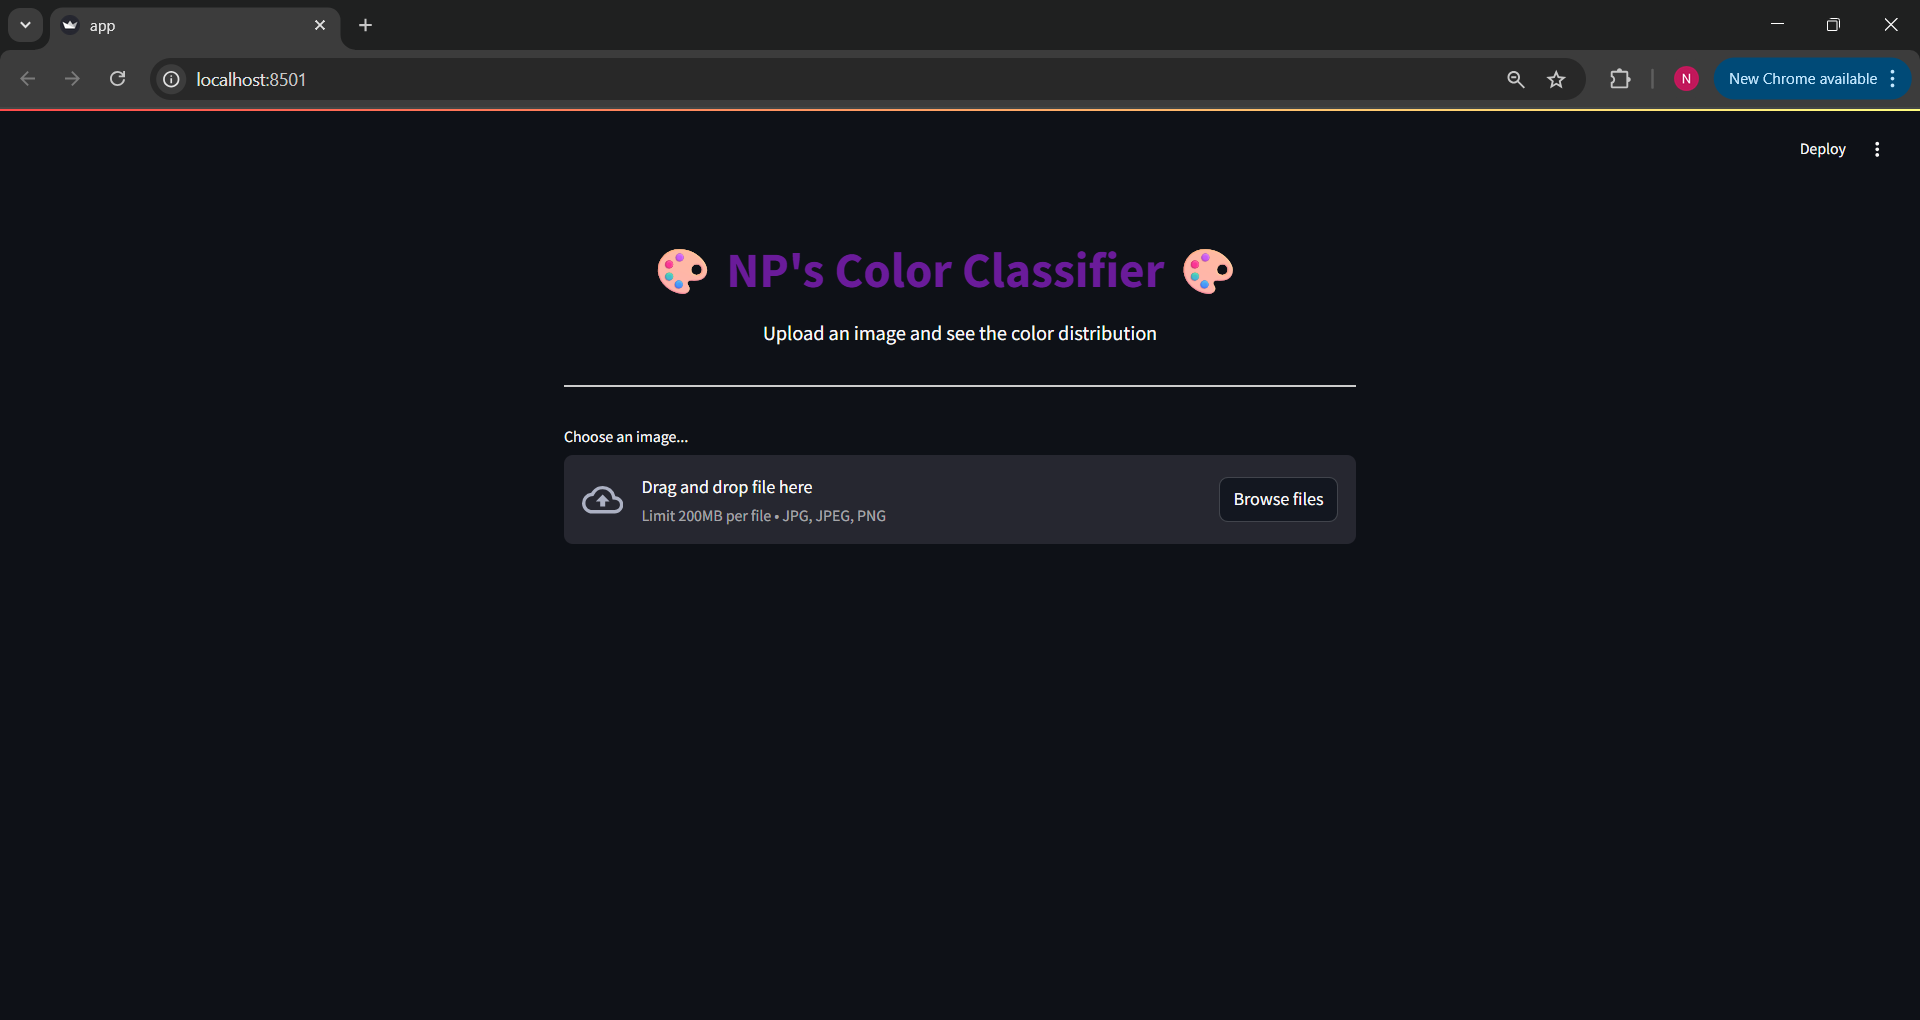 app
localhost:8501
N
New Chrome available
Deploy
NP's Color Classifier
Upload an image and see the color distribution
Choose an image...
Drag and drop file here
Limit 200MB per file • JPG, JPEG, PNG
Browse files